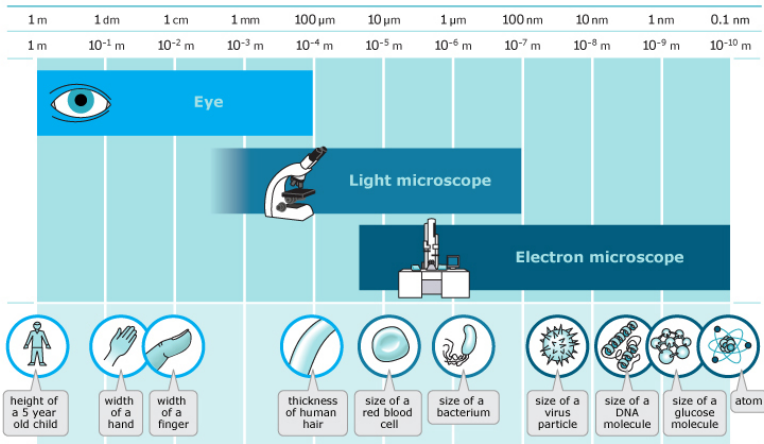 1 m 1 dm 1 cm 1 mm 100 µm 10 µm 1 µm 100 nm 10 nm 1 nm 0.1 nm
1 m 10⁻¹ m 10⁻² m 10⁻³ m 10⁻⁴ m 10⁻⁵ m 10⁻⁶ m 10⁻⁷ m 10⁻⁸ m 10⁻⁹ m 10⁻¹⁰ m
Eye
Light microscope
Electron microscope
height of
a 5 year
old child
width
of a hand
width
of a
finger
thickness
of human
hair
size of a
red blood
cell
size of a
bacterium
size of a
virus
particle
size of a
DNA
molecule
size of a
glucose
molecule
atom